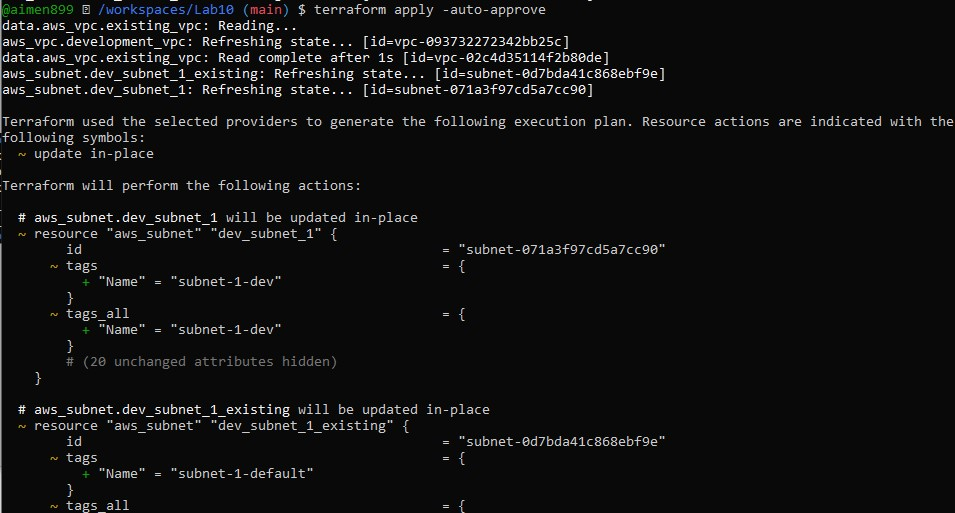 @aimen899 /workspaces/Lab10 (main) $ terraform apply -auto-approve
data.aws_vpc.existing_vpc: Reading...
aws_vpc.development_vpc: Refreshing state... [id=vpc-093732272342bb25c]
data.aws_vpc.existing_vpc: Read complete after 1s [id=vpc-02c4d35114f2b80de]
aws_subnet.dev_subnet_1_existing: Refreshing state... [id=subnet-0d7bda41c868ebf9e]
aws_subnet.dev_subnet_1: Refreshing state... [id=subnet-071a3f97cd5a7cc90]

Terraform used the selected providers to generate the following execution plan. Resource actions are indicated with the
following symbols:
  ~ update in-place

Terraform will perform the following actions:

  # aws_subnet.dev_subnet_1 will be updated in-place
  ~ resource "aws_subnet" "dev_subnet_1" {
        id                                             = "subnet-071a3f97cd5a7cc90"
      ~ tags                                           = {
          + "Name" = "subnet-1-dev"
        }
      ~ tags_all                                       = {
          + "Name" = "subnet-1-dev"
        }
        # (20 unchanged attributes hidden)
    }

  # aws_subnet.dev_subnet_1_existing will be updated in-place
  ~ resource "aws_subnet" "dev_subnet_1_existing" {
        id                                             = "subnet-0d7bda41c868ebf9e"
      ~ tags                                           = {
          + "Name" = "subnet-1-default"
        }
      ~ tags_all                                       = {